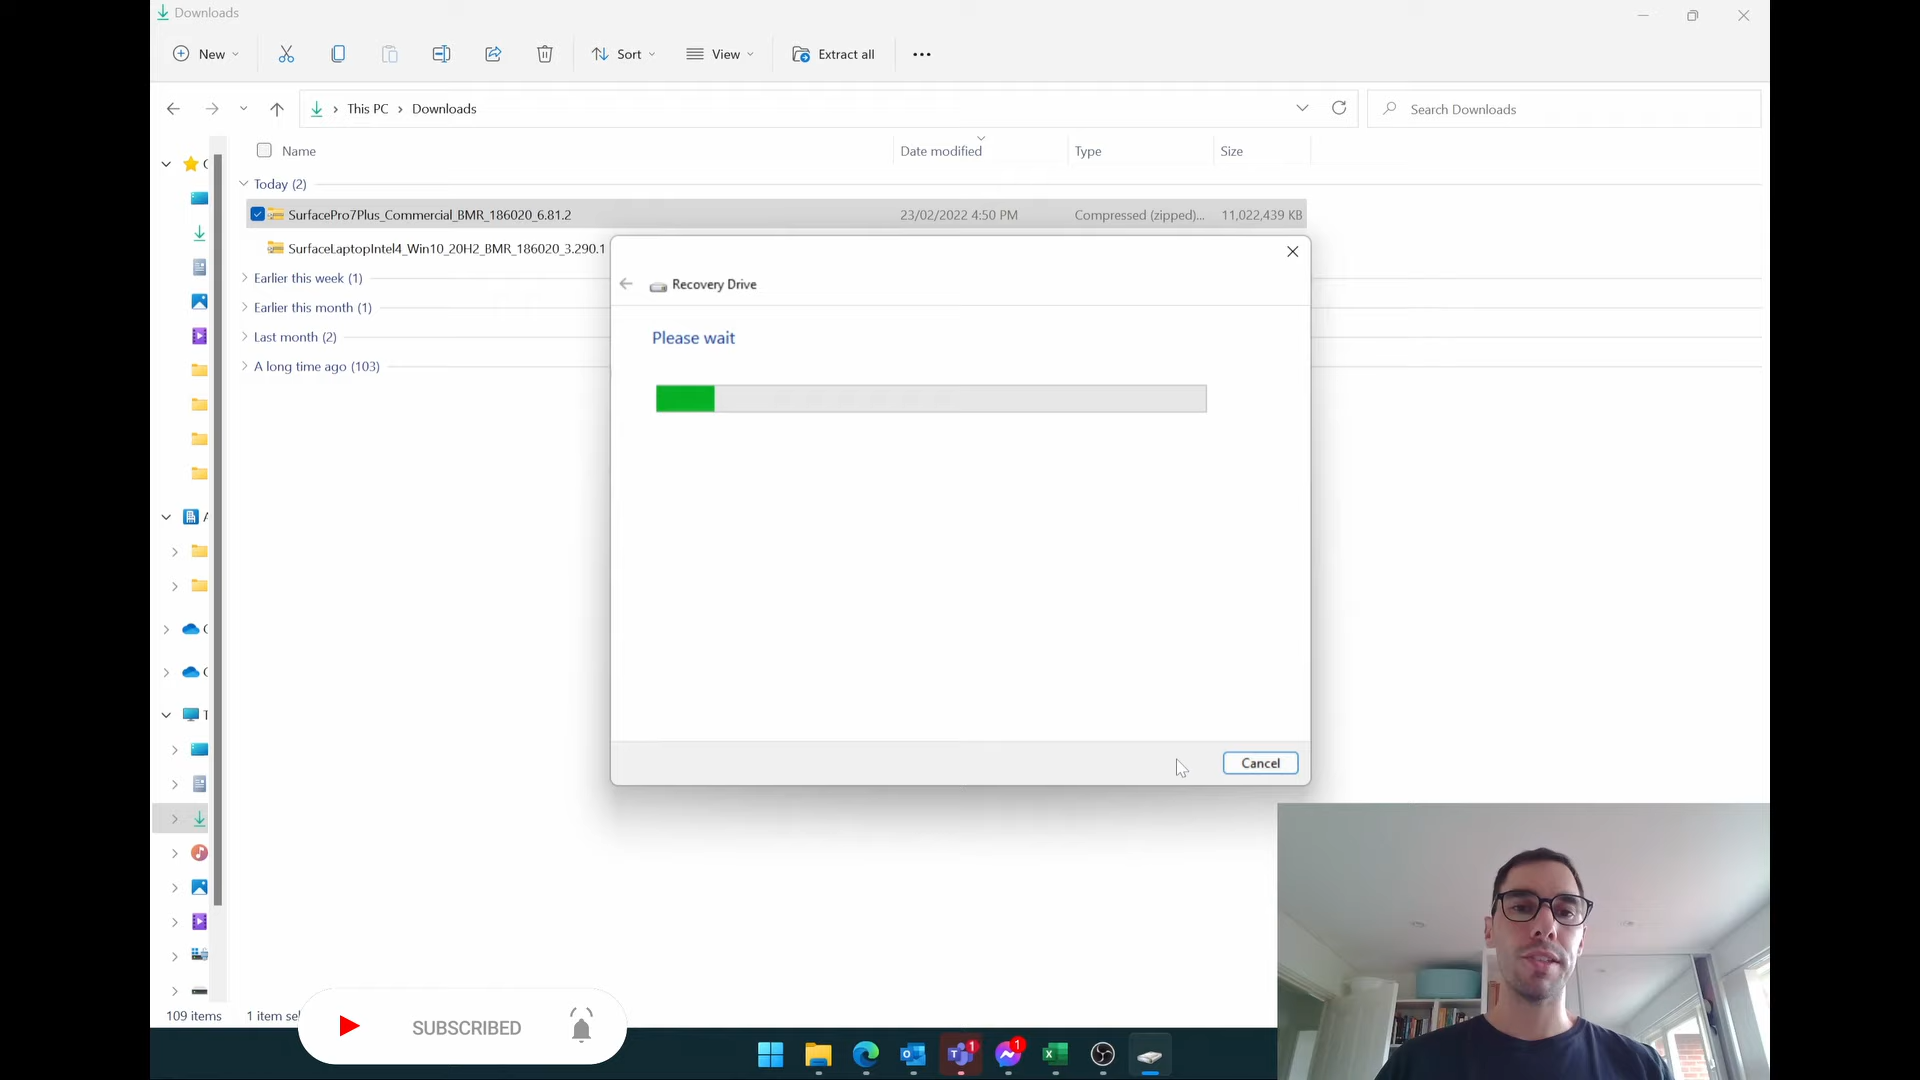 Downloads
New
Sort
View
Extract all
This PC
Downloads
Search Downloads
Name
Date modified
Type
Size
Today (2)
SurfacePro7Plus_Commercial_BMR_186020_6.81.2
23/02/2022 4:50 PM
Compressed (zipped)...
11,022,439 KB
SurfaceLaptopIntel4_Win10_20H2_BMR_186020_3.290.1
Earlier this week (1)
Earlier this month (1)
Last month (2)
A long time ago (103)
Recovery Drive
Please wait
Cancel
109 items
1 item sel
SUBSCRIBED
1
1